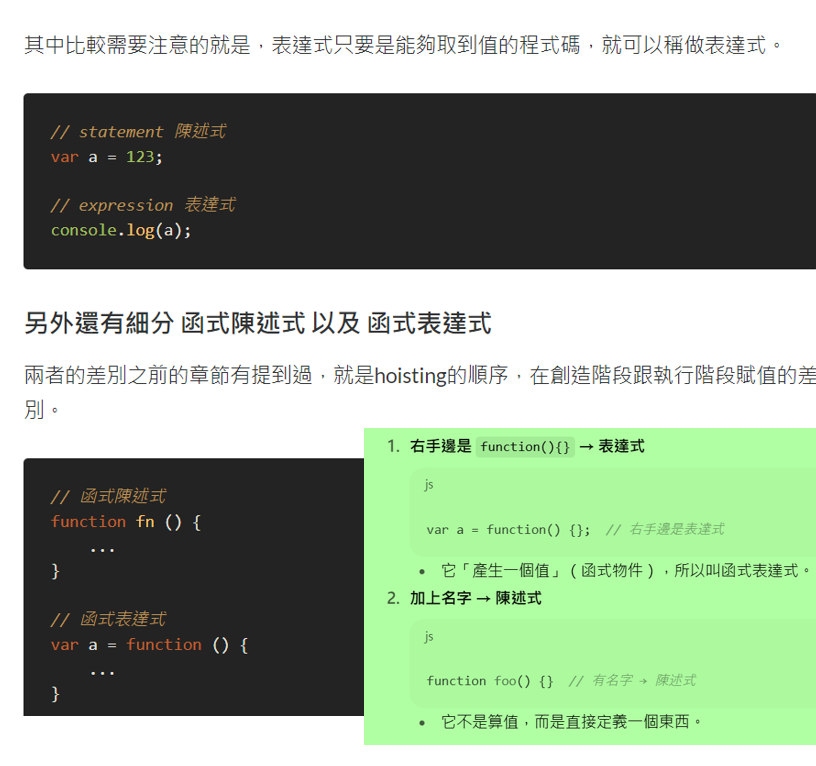 其中比較需要注意的就是，表達式只要是能夠取到值的程式碼，就可以稱做表達式。
// statement 陳述式
var a = 123;
// expression 表達式
console.log(a);
另外還有細分 函式陳述式 以及 函式表達式
兩者的差別之前的章節有提到過，就是hoisting的順序，在創造階段跟執行階段賦值的差
別。
// 函式陳述式
function fn () {
...
}
// 函式表達式
var a = function () {
...
}
1. 右手邊是 function(){} → 表達式
js
var a = function() {}; // 右手邊是表達式
• 它「產生一個值」（函式物件），所以叫函式表達式。
2. 加上名字 → 陳述式
js
function foo() {} // 有名字 → 陳述式
• 它不是算值，而是直接定義一個東西。